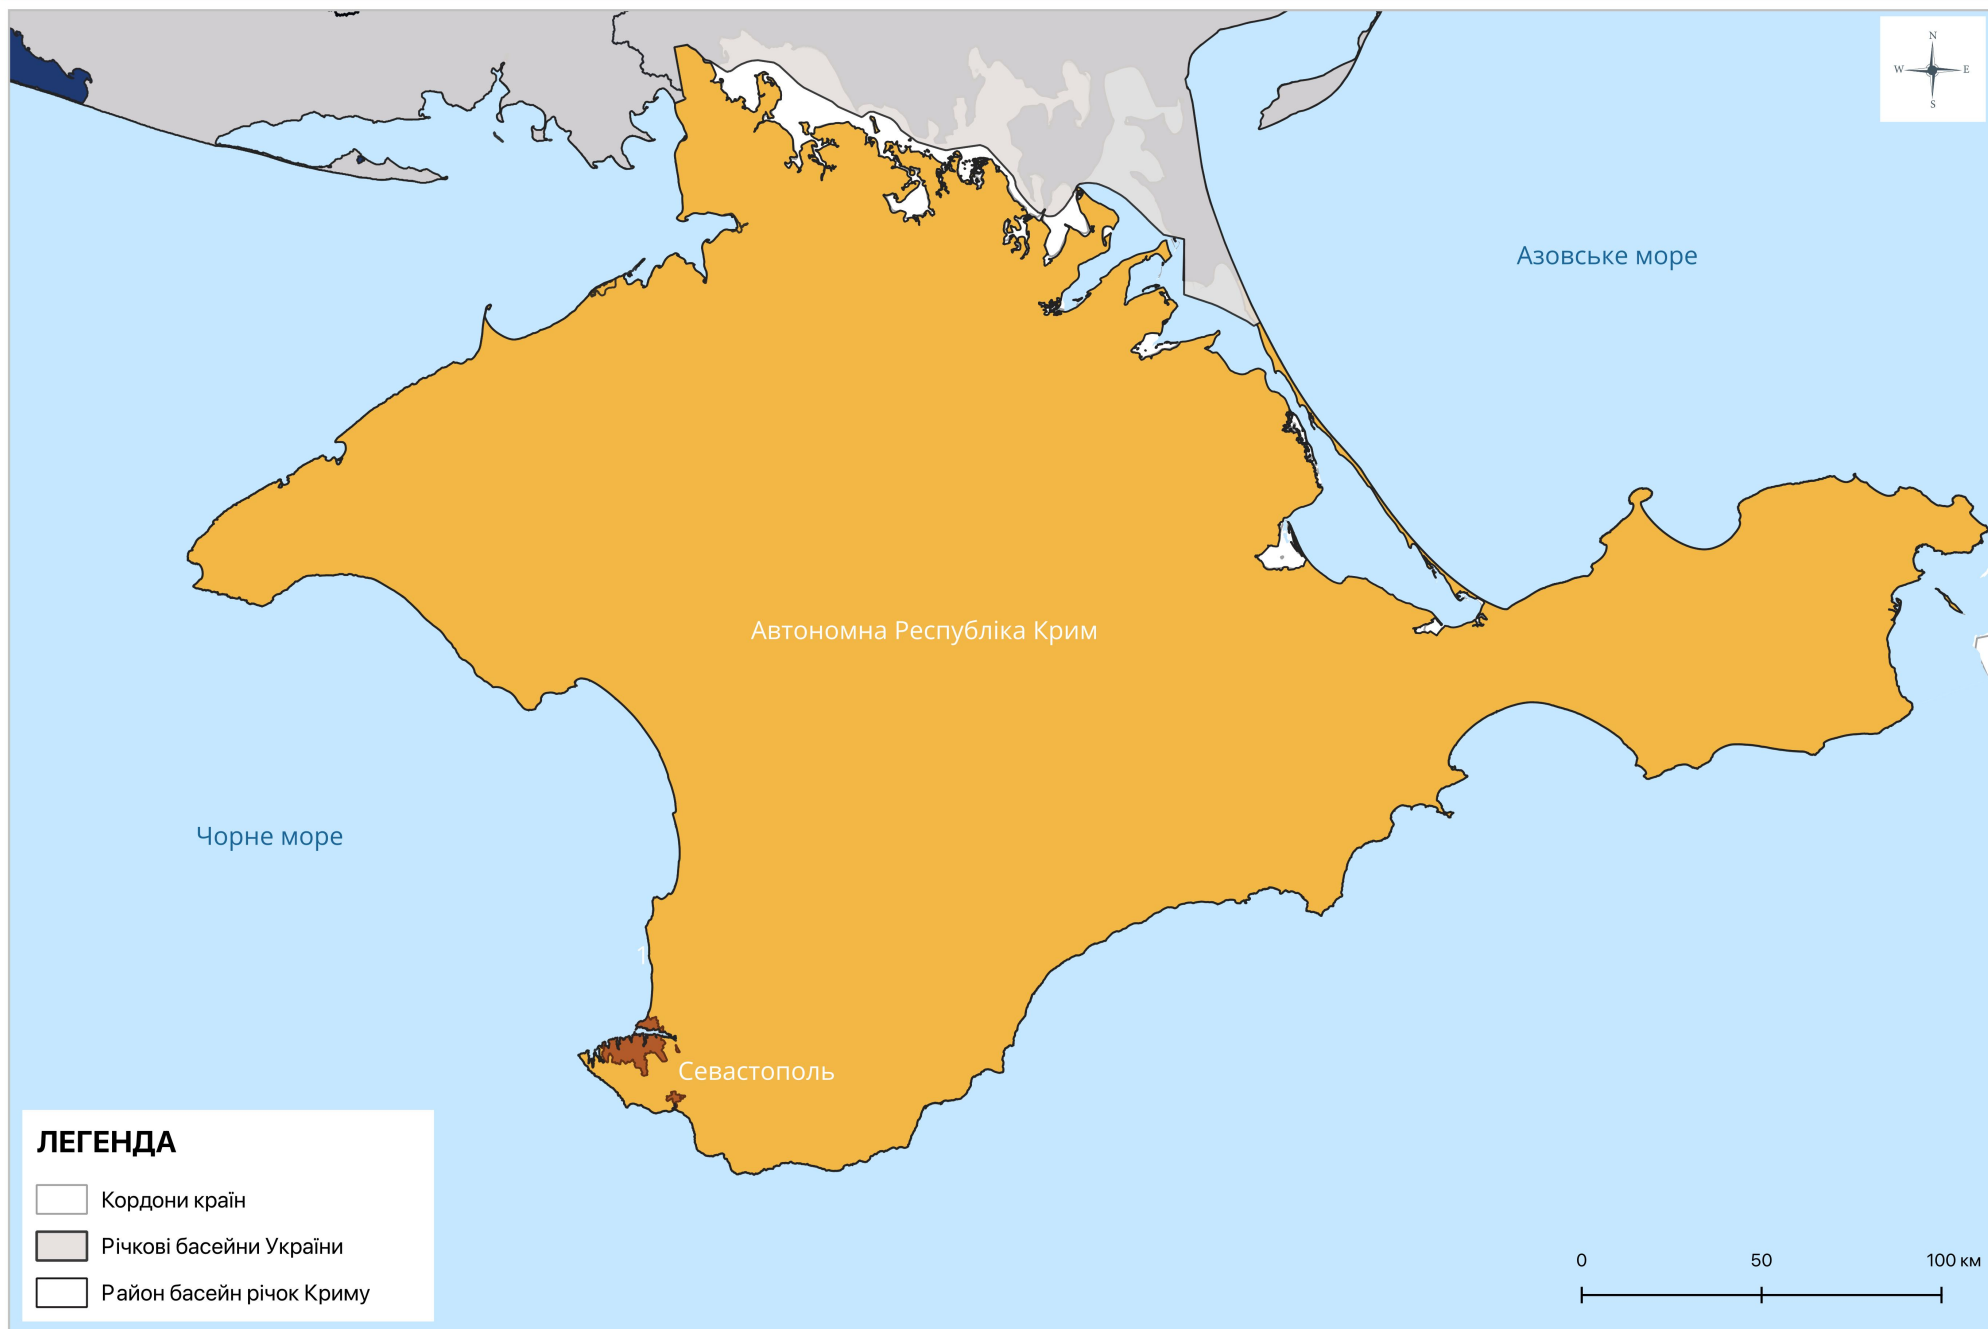 N
W E
S
Азовське море
Автономна Республіка Крим
Чорне море
1
Севастополь
ЛЕГЕНДА
Кордони країн
Річкові басейни України
Район басейн річок Криму
0 50 100 км